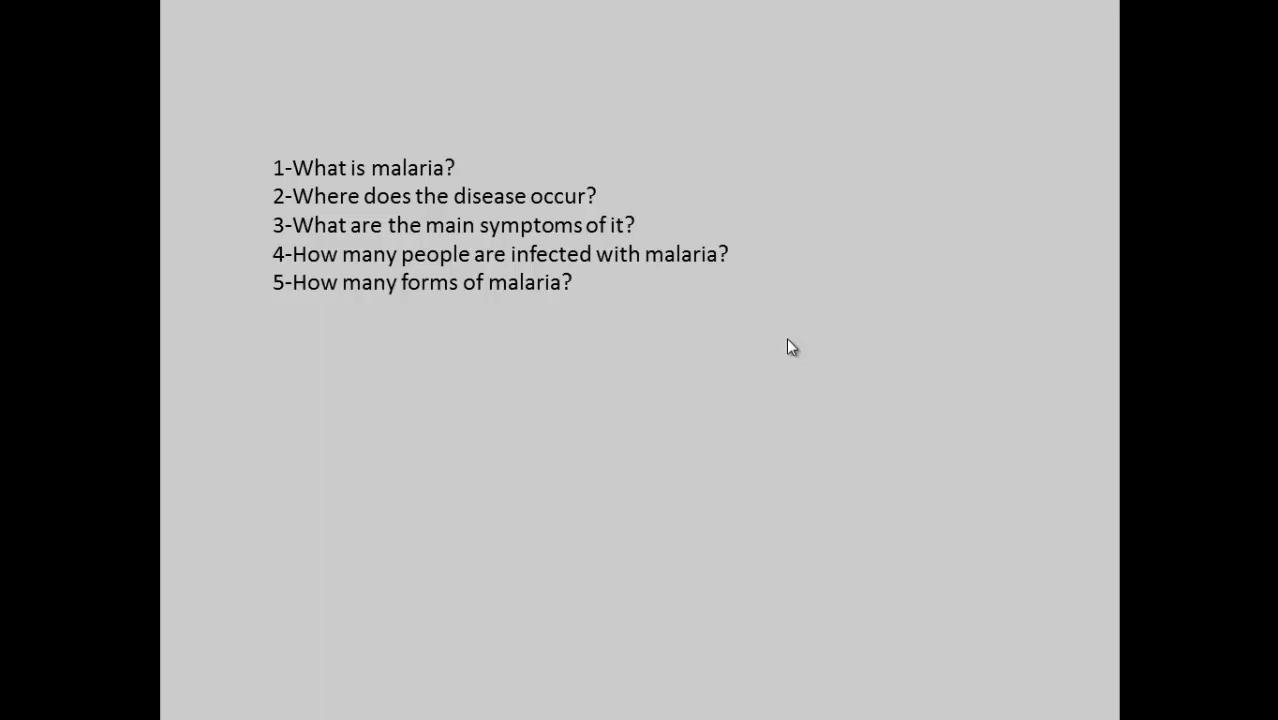 1-What is malaria?
2-Where does the disease occur?
3-What are the main symptoms of it?
4-How many people are infected with malaria?
5-How many forms of malaria?